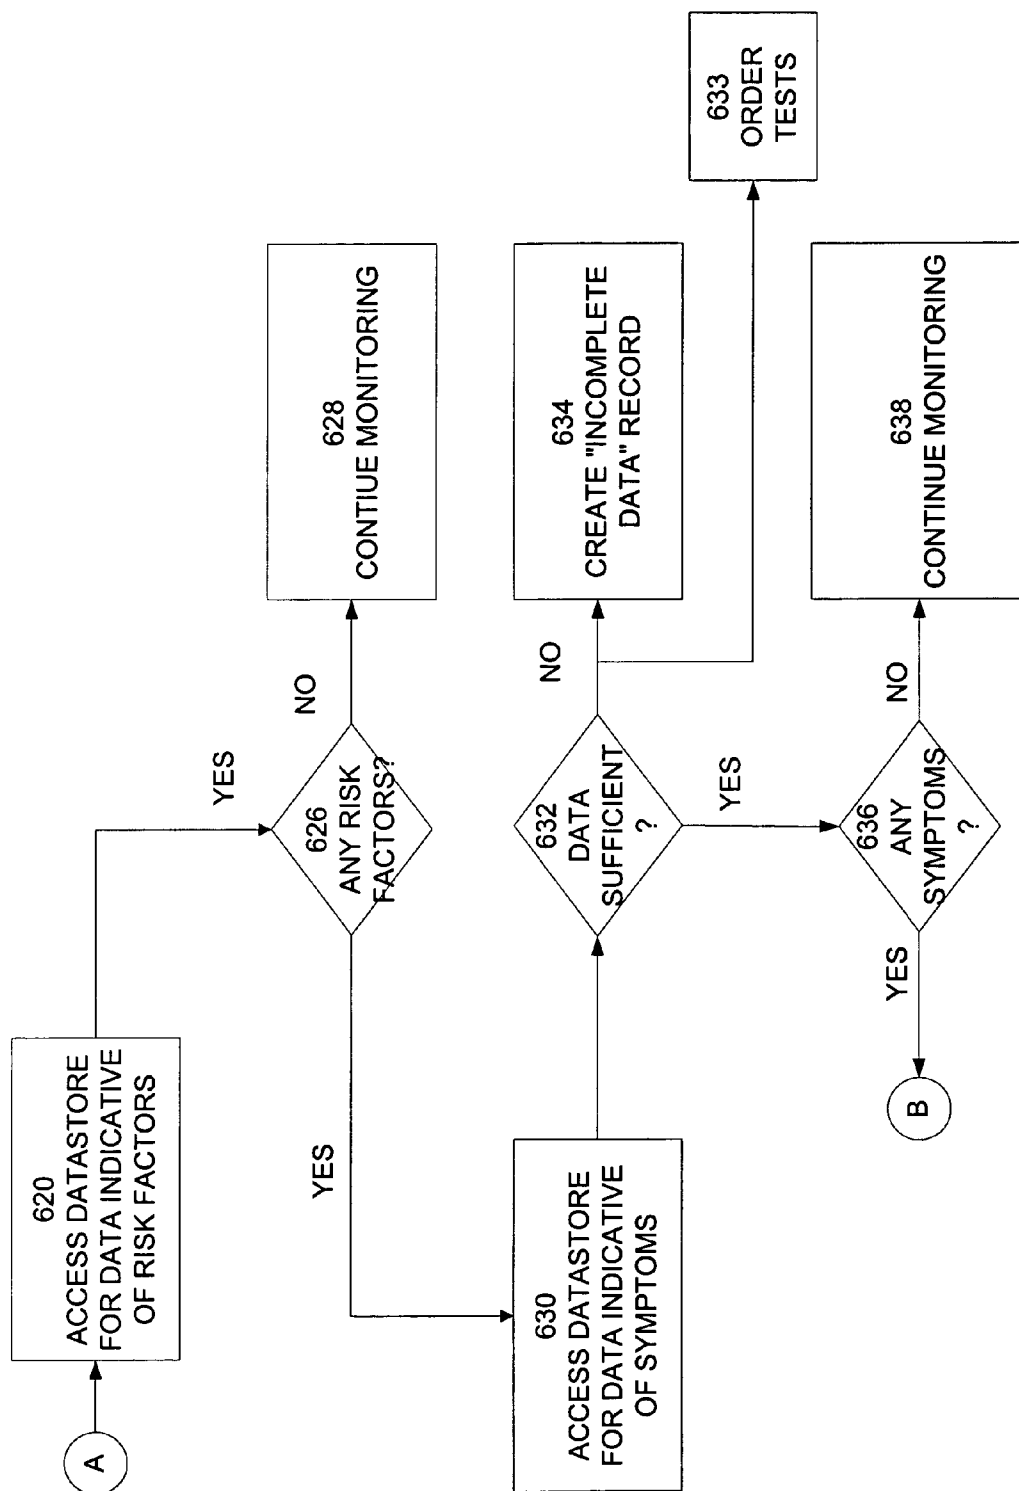 A
620
ACCESS DATASTORE
FOR DATA INDICATIVE
OF RISK FACTORS
YES
626
ANY RISK
FACTORS?
NO
628
CONTIUE MONITORING
YES
630
ACCESS DATASTORE
FOR DATA INDICATIVE
OF SYMPTOMS
632
DATA
SUFFICIENT
?
NO
634
CREATE "INCOMPLETE
DATA" RECORD
633
ORDER
TESTS
YES
636
ANY
SYMPTOMS
?
NO
638
CONTINUE MONITORING
YES
B